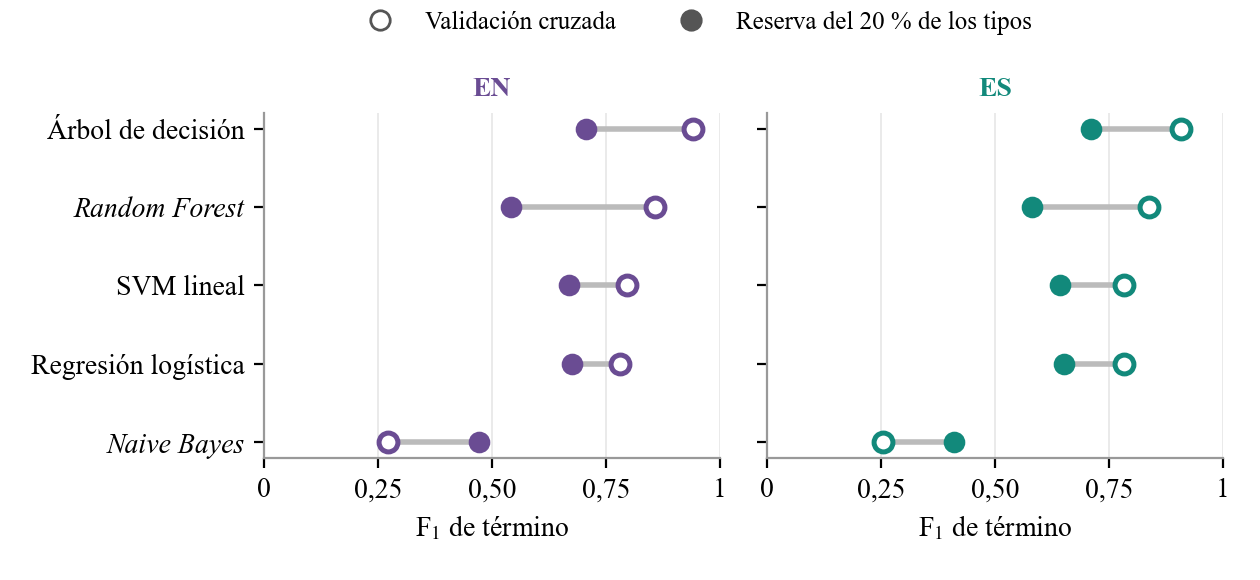 Validación cruzada
Reserva del 20 % de los tipos
EN
ES
Árbol de decisión
Random Forest
SVM lineal
Regresión logística
Naive Bayes
0 0,25 0,50 0,75 1
0 0,25 0,50 0,75 1
F₁ de término
F₁ de término